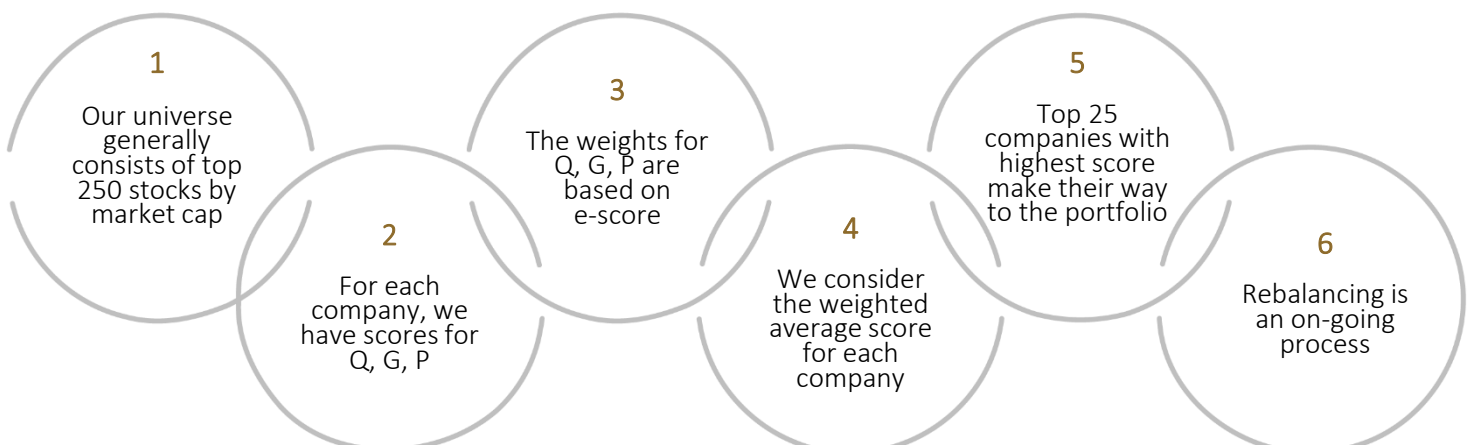 1
Our universe
generally
consists of top
250 stocks by
market cap
2
For each
company, we
have scores for
Q, G, P
3
The weights for
Q, G, P are
based on
e-score
4
We consider
the weighted
average score
for each
company
5
Top 25
companies with
highest score
make their way
to the portfolio
6
Rebalancing is
an on-going
process